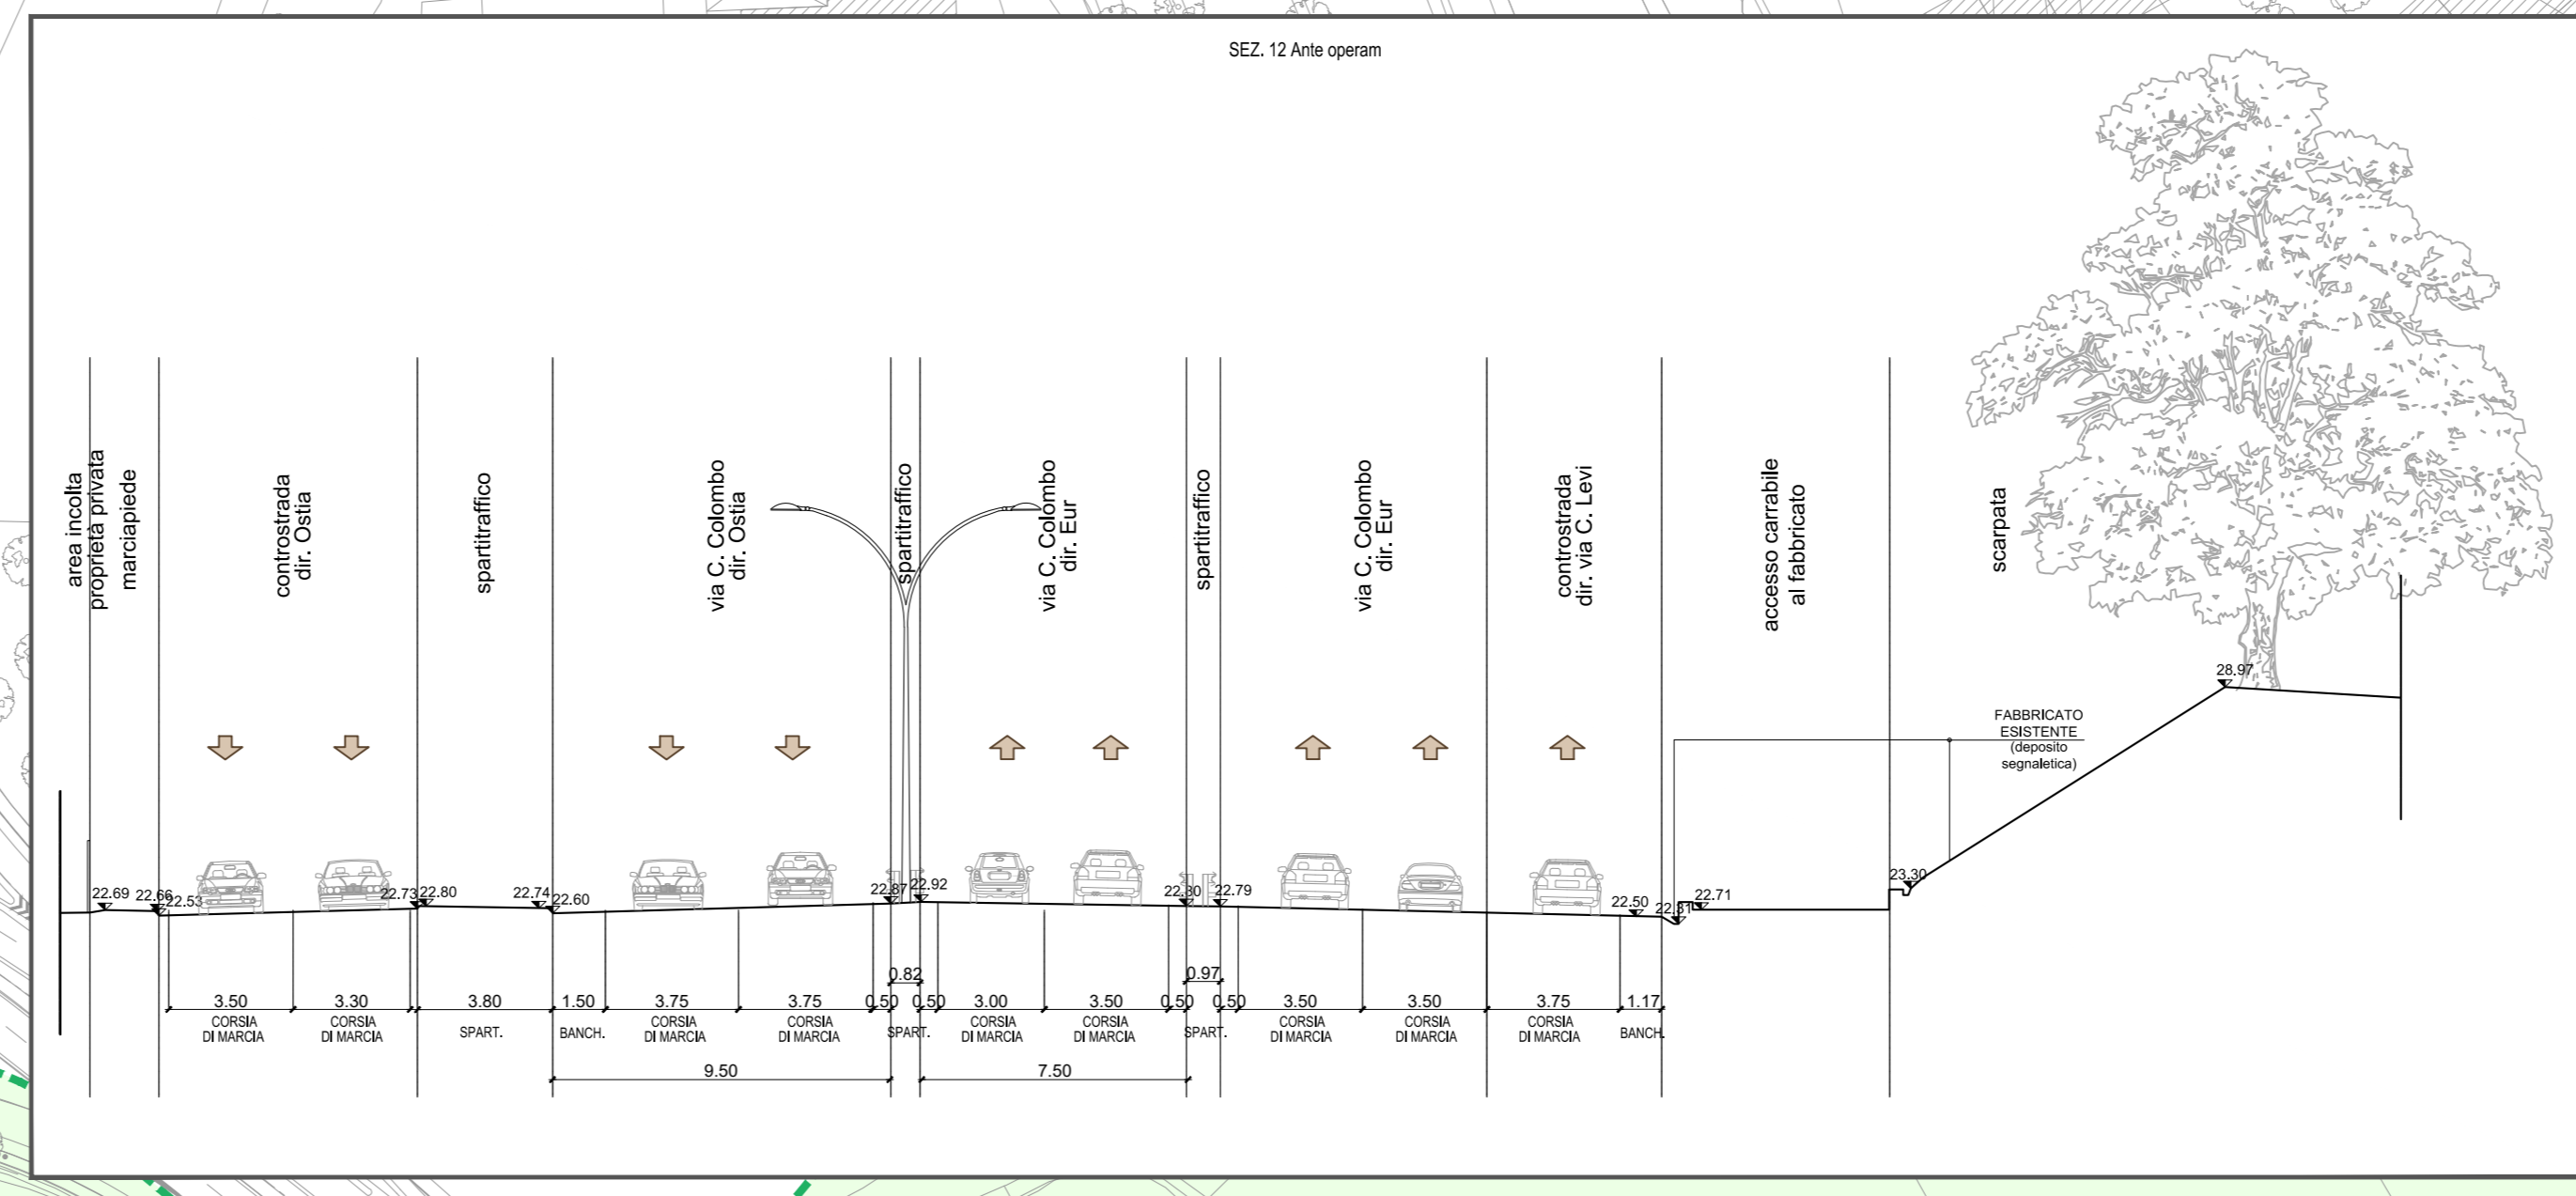 SEZ. 12 Ante operam
area incolta
proprietà privata
marciapiede
controstrada
dir. Ostia
spartitraffico
via C. Colombo
dir. Ostia
spartitraffico
via C. Colombo
dir. Eur
spartitraffico
via C. Colombo
dir. Eur
controstrada
dir. via C. Levi
accesso carrabile
al fabbricato
scarpata
28.97
FABBRICATO
ESISTENTE
(deposito
segnaletica)
22.69 22.66 22.53 22.73 22.80 22.74 22.60 22.87 22.92 22.80 22.79 22.50 22.31 22.71 23.30
0.82 0.97
3.50 3.30 3.80 1.50 3.75 3.75 0.50 0.50 3.00 3.50 0.50 0.50 3.50 3.50 3.75 1.17
CORSIA
DI MARCIA
CORSIA
DI MARCIA
SPART.
BANCH.
CORSIA
DI MARCIA
CORSIA
DI MARCIA
SPART.
CORSIA
DI MARCIA
CORSIA
DI MARCIA
SPART.
CORSIA
DI MARCIA
CORSIA
DI MARCIA
CORSIA
DI MARCIA
BANCH.
9.50 7.50